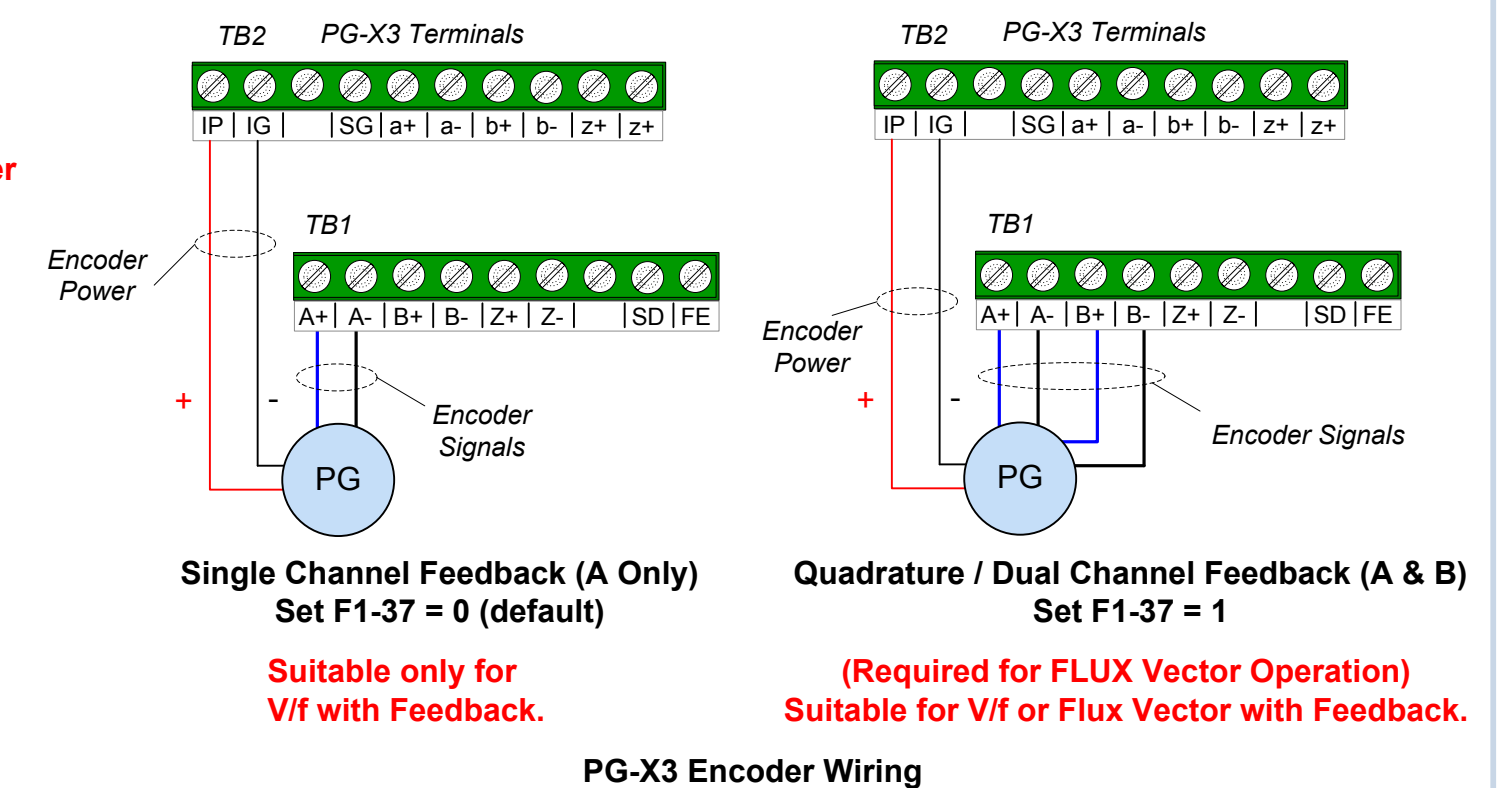 TB2 PG-X3 Terminals
IP | IG | | SG | a+ | a- | b+ | b- | z+ | z+
er
Encoder
Power
TB1
A+ | A- | B+ | B- | Z+ | Z- | | SD | FE
+ -
Encoder
Signals
PG
Single Channel Feedback (A Only)
Set F1-37 = 0 (default)
Suitable only for
V/f with Feedback.
TB2 PG-X3 Terminals
IP | IG | | SG | a+ | a- | b+ | b- | z+ | z+
TB1
A+ | A- | B+ | B- | Z+ | Z- | | SD | FE
Encoder
Power
+ -
Encoder Signals
PG
Quadrature / Dual Channel Feedback (A & B)
Set F1-37 = 1
(Required for FLUX Vector Operation)
Suitable for V/f or Flux Vector with Feedback.
PG-X3 Encoder Wiring